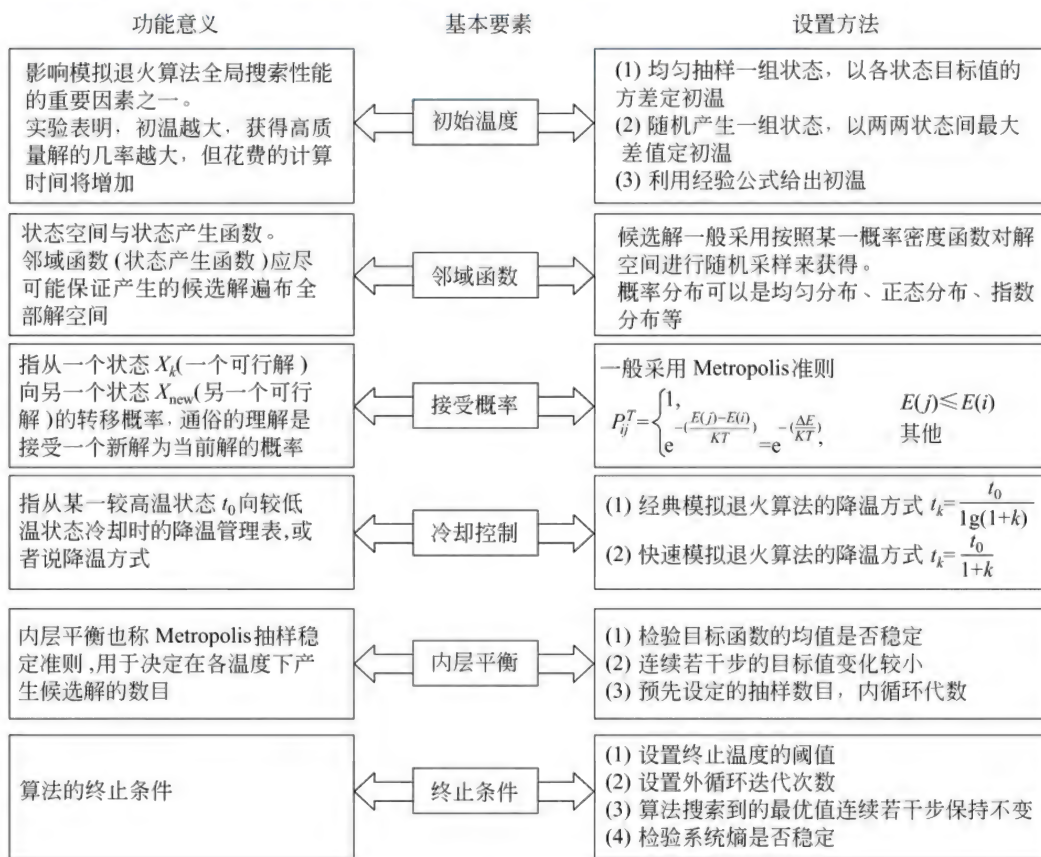 功能意义 基本要素 设置方法
影响模拟退火算法全局搜索性能
的重要因素之一。
实验表明，初温越大，获得高质
量解的几率越大，但花费的计算
时间将增加
初始温度
(1) 均匀抽样一组状态，以各状态目标值的
方差定初温
(2) 随机产生一组状态，以两两状态间最大
差值定初温
(3) 利用经验公式给出初温
状态空间与状态产生函数。
邻域函数(状态产生函数)应尽
可能保证产生的候选解遍布全
部解空间
邻域函数
候选解一般采用按照某一概率密度函数对解
空间进行随机采样来获得。
概率分布可以是均匀分布、正态分布、指数
分布等
指从一个状态 X_k(一个可行解)
向另一个状态 X_new(另一个可行
解)的转移概率，通俗的理解是
接受一个新解为当前解的概率
接受概率
一般采用 Metropolis准则
P_ij^T={1, E(j)≤E(i)
e^-(E(j)-E(i)/KT)=e^-(ΔE/KT), 其他
指从某一较高温状态 t_0向较低
温状态冷却时的降温管理表,或
者说降温方式
冷却控制
(1) 经典模拟退火算法的降温方式 t_k=t_0/lg(1+k)
(2) 快速模拟退火算法的降温方式 t_k=t_0/1+k
内层平衡也称 Metropolis抽样稳
定准则,用于决定在各温度下产
生候选解的数目
内层平衡
(1) 检验目标函数的均值是否稳定
(2) 连续若干步的目标值变化较小
(3) 预先设定的抽样数目，内循环代数
算法的终止条件
终止条件
(1) 设置终止温度的阈值
(2) 设置外循环迭代次数
(3) 算法搜索到的最优值连续若干步保持不变
(4) 检验系统熵是否稳定